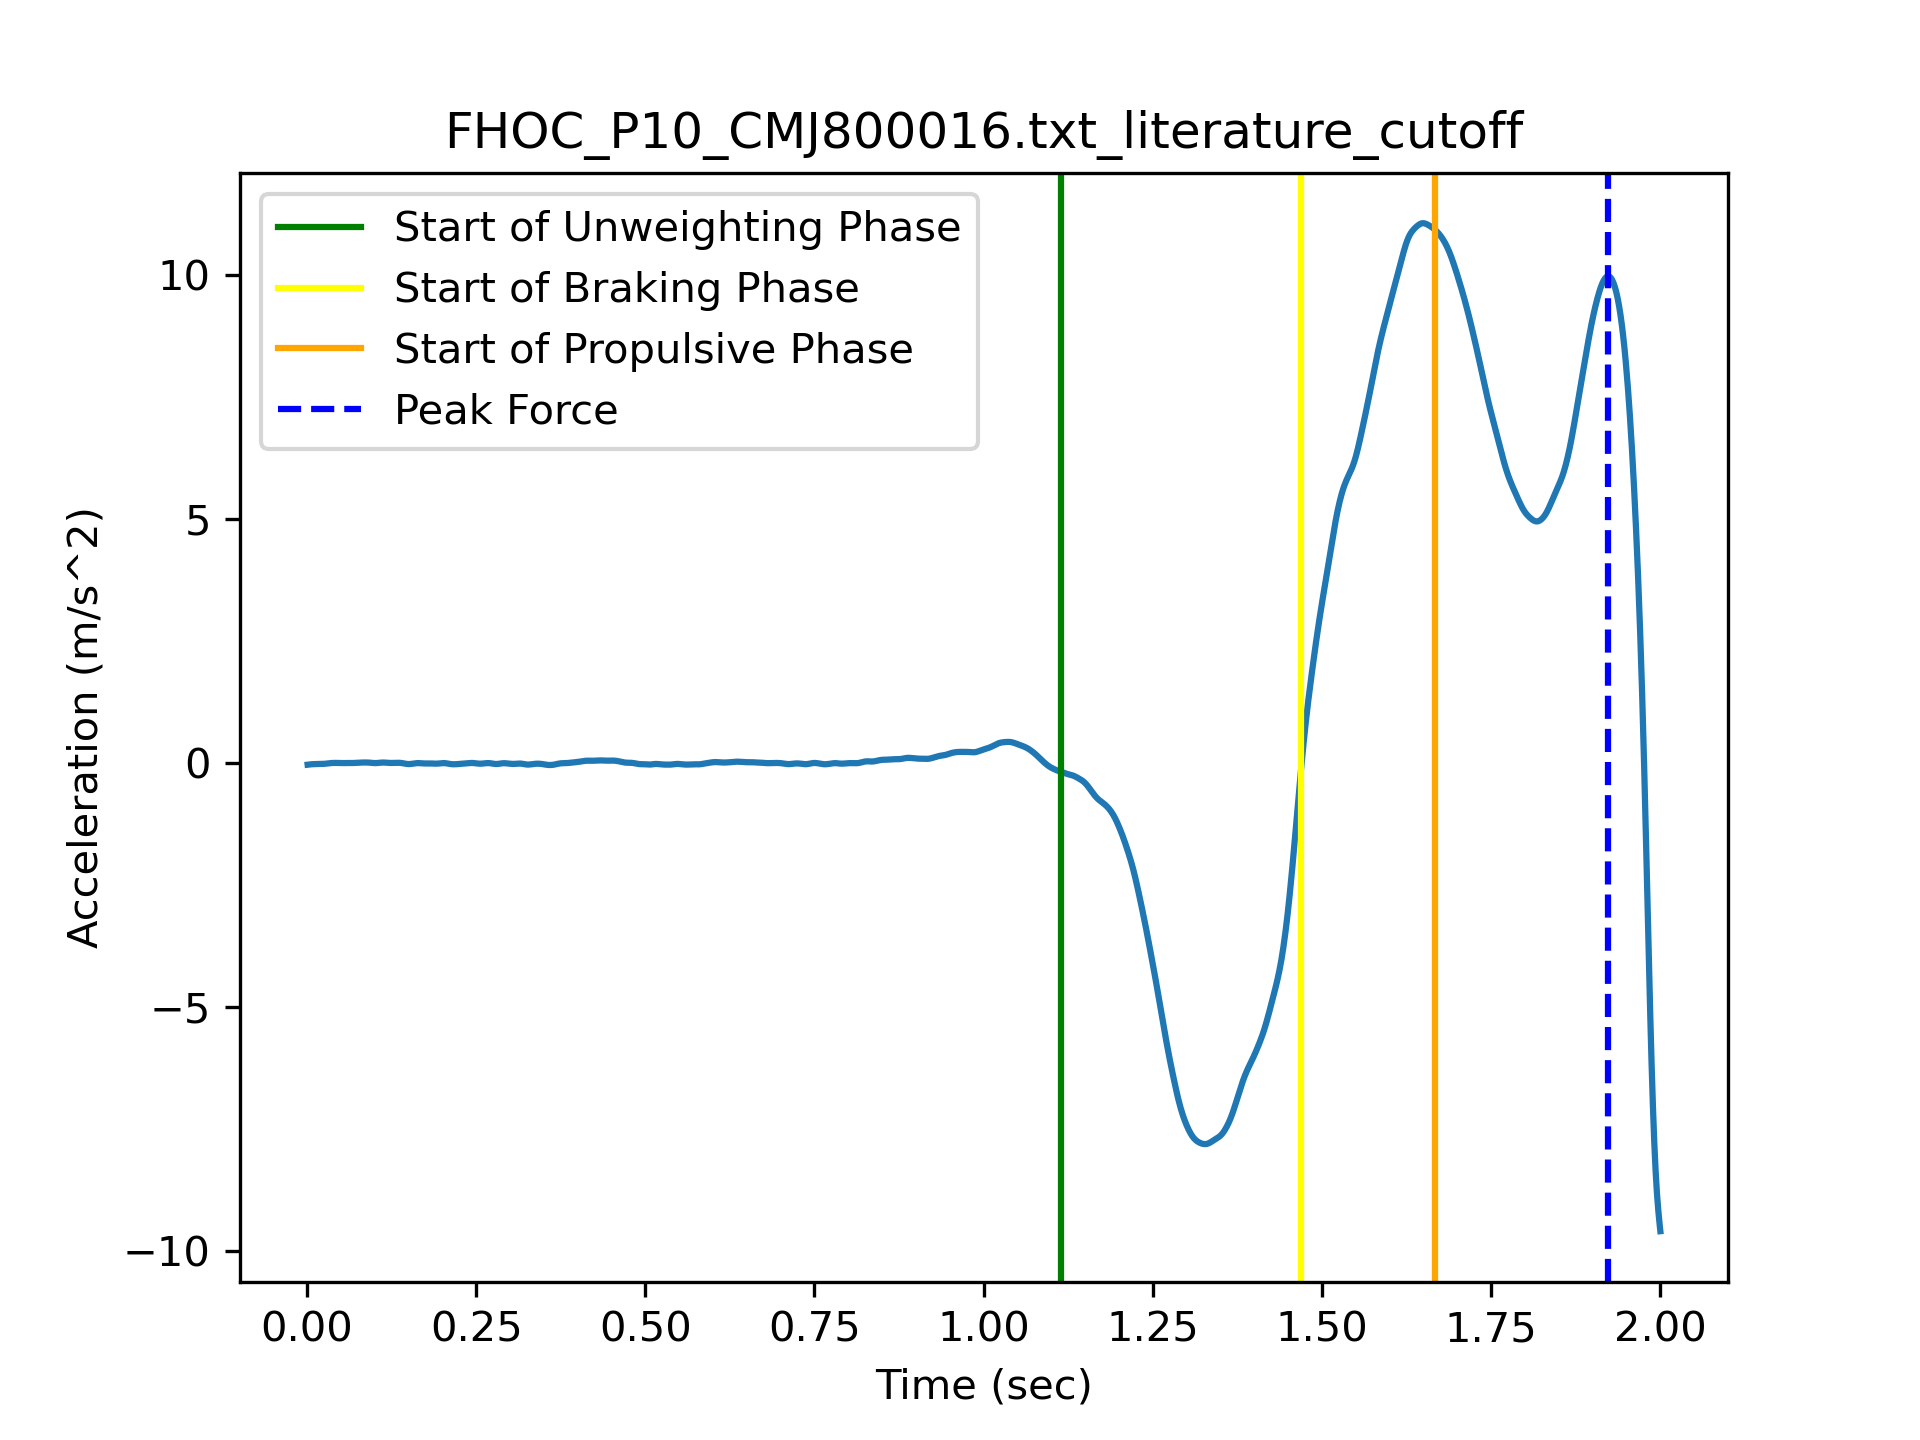 FHOC_P10_CMJ800016.txt_literature_cutoff
Start of Unweighting Phase
Start of Braking Phase
Start of Propulsive Phase
Peak Force
10
5
0
−5
−10
Acceleration (m/s^2)
0.00 0.25 0.50 0.75 1.00 1.25 1.50 1.75 2.00
Time (sec)